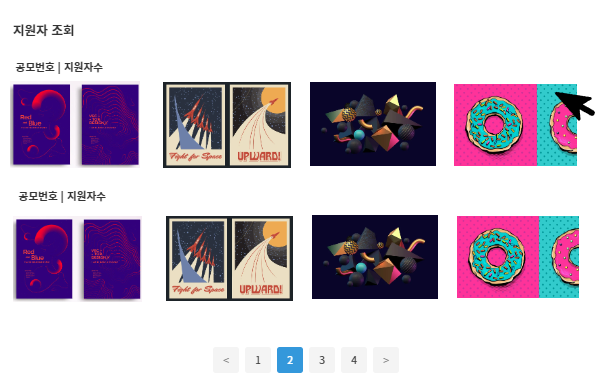 지원자 조회
공모번호 | 지원자수
Red
Blue
Fight for Space
UPWARD!
공모번호 | 지원자수
Red
Blue
Fight for Space
UPWARD!
< 1 2 3 4 >